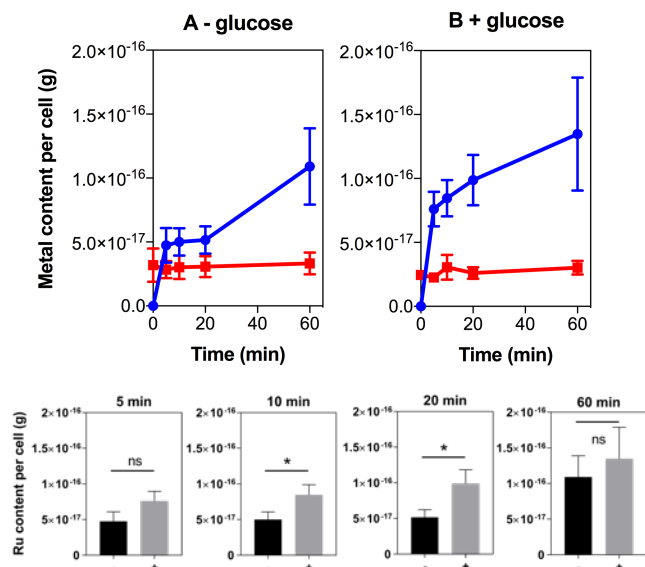 A - glucose
B + glucose
Metal content per cell (g)
2.0×10⁻¹⁶
1.5×10⁻¹⁶
1.0×10⁻¹⁶
5.0×10⁻¹⁷
0.0
0 20 40 60
Time (min)
2.0×10⁻¹⁶
1.5×10⁻¹⁶
1.0×10⁻¹⁶
5.0×10⁻¹⁷
0.0
0 20 40 60
Time (min)
Ru content per cell (g)
5 min
2×10⁻¹⁶
1.5×10⁻¹⁶
1×10⁻¹⁶
5×10⁻¹⁷
0
ns
- +
10 min
2×10⁻¹⁶
1.5×10⁻¹⁶
1×10⁻¹⁶
5×10⁻¹⁷
0
*
- +
20 min
2×10⁻¹⁶
1.5×10⁻¹⁶
1×10⁻¹⁶
5×10⁻¹⁷
0
*
- +
60 min
2×10⁻¹⁶
1.5×10⁻¹⁶
1×10⁻¹⁶
5×10⁻¹⁷
0
ns
- +